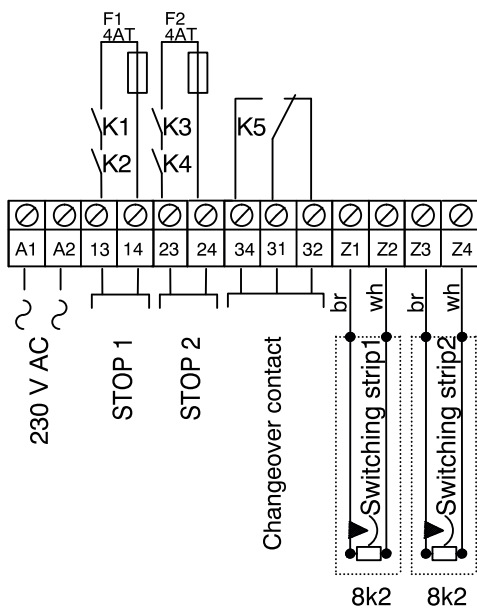 F1 F2
4AT 4AT
K1 K3 K5
K2 K4
A1 A2 13 14 23 24 34 31 32 Z1 Z2 Z3 Z4
br wh br wh
230 V AC
STOP 1
STOP 2
Changeover contact
Switching strip1
Switching strip2
8k2 8k2